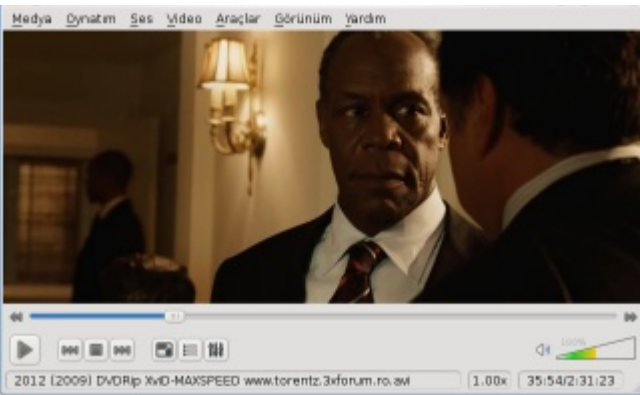 Medya Oynatım Ses Video Araçlar Görünüm Yardım
100%
2012 (2009) DVDRip XviD-MAXSPEED www.torentz.3xforum.ro.avi 1.00x 35:54/2:31:23